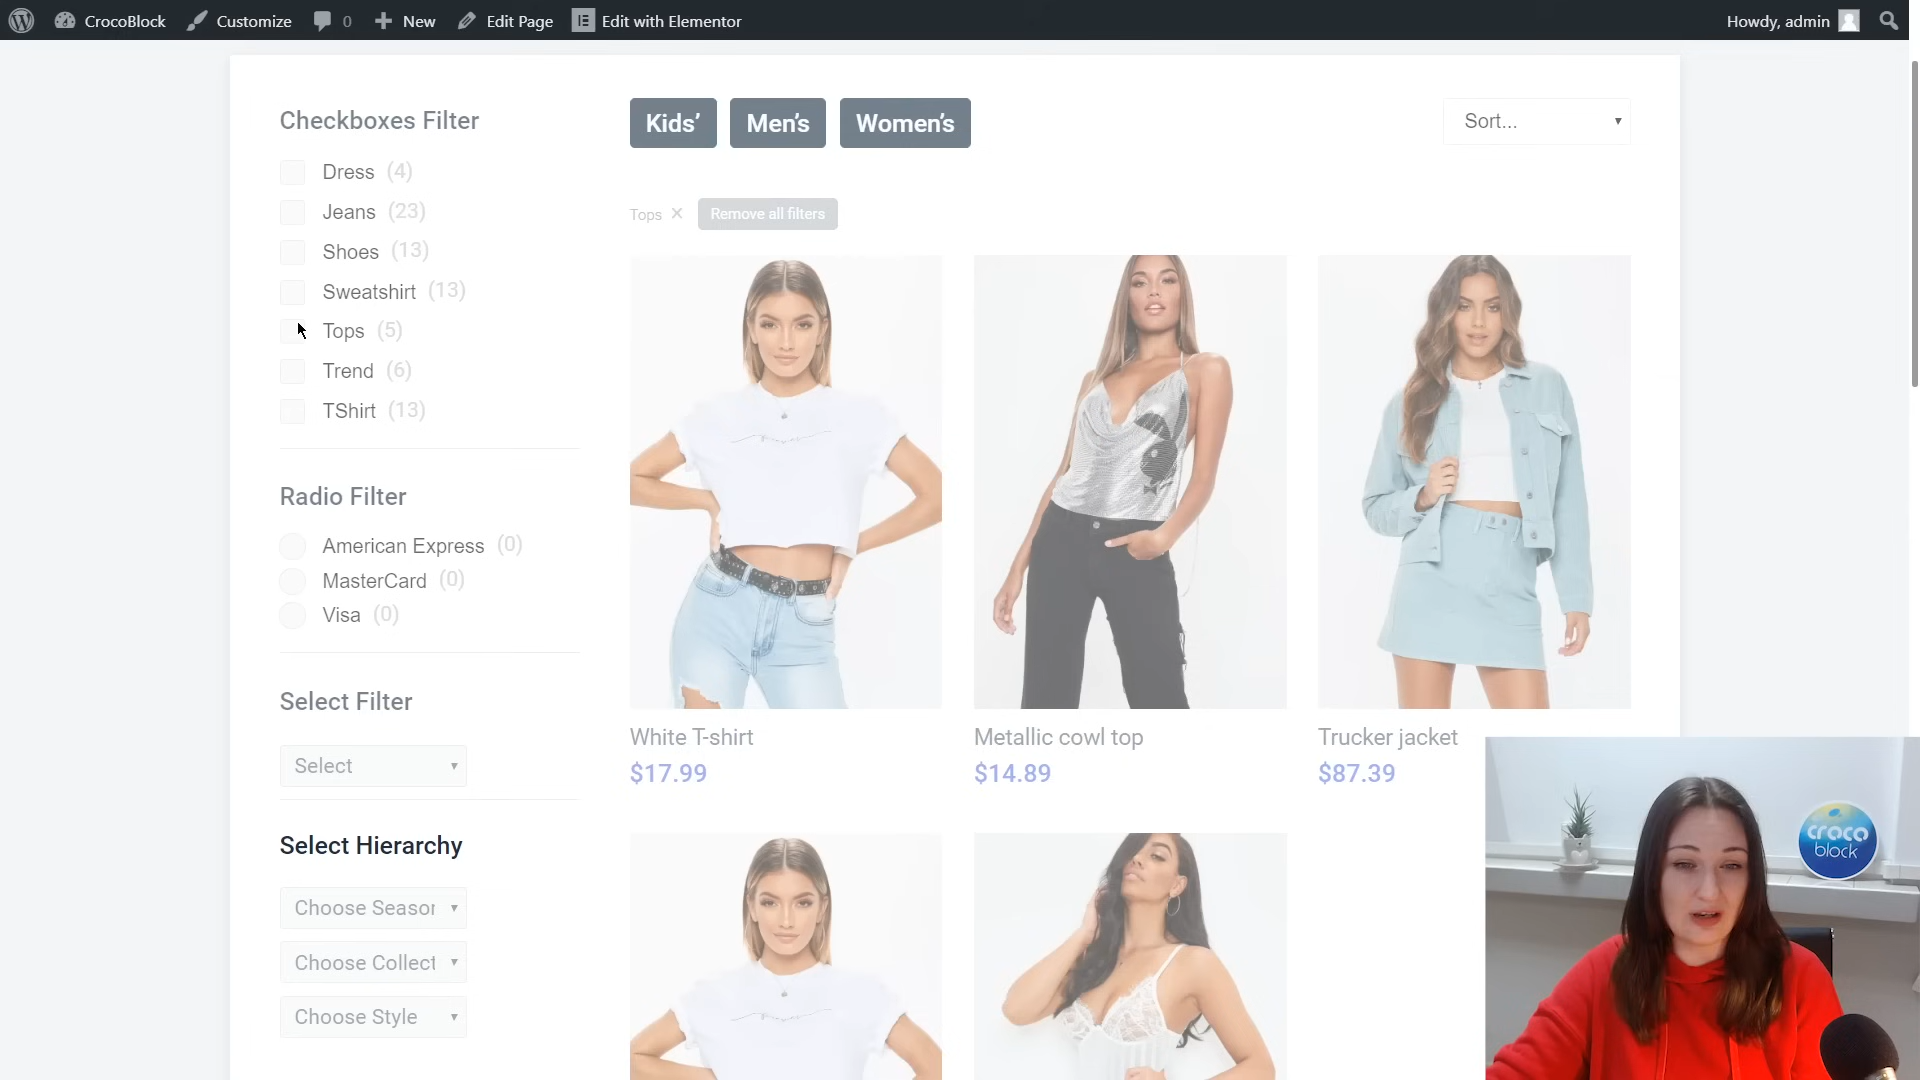 CrocoBlock
Customize
0
New
Edit Page
Edit with Elementor
Howdy, admin
Checkboxes Filter
Dress (4)
Jeans (23)
Shoes (13)
Sweatshirt (13)
Tops (5)
Trend (6)
TShirt (13)
Radio Filter
American Express (0)
MasterCard (0)
Visa (0)
Select Filter
Select
Select Hierarchy
Choose Seasor
Choose Collect
Choose Style
Kids’
Men’s
Women’s
Sort...
Tops ×
Remove all filters
White T-shirt
$17.99
Metallic cowl top
$14.89
Trucker jacket
$87.39
croco
block